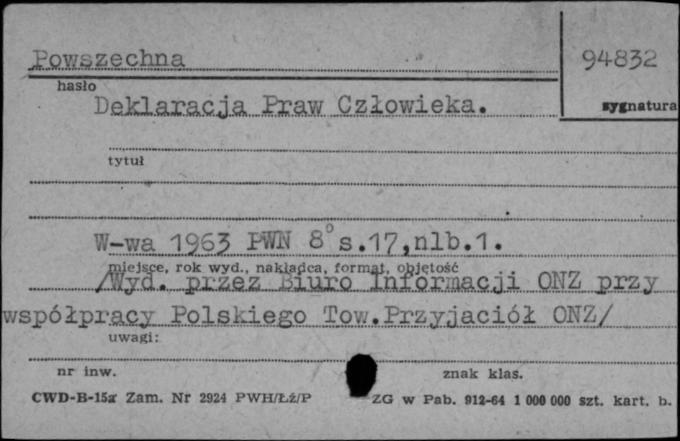 Powszechna
94832
hasło
Deklaracja Praw Człowieka.
sygnatura
tytuł
W-wa 1963 PWN 8° s.17,nlb.1.
miejsce, rok wyd., nakładca, format, objętość
/Wyd. przez Biuro Informacji ONZ przy
współpracy Polskiego Tow.Przyjaciół ONZ/
uwagi:
nr inw.
znak klas.
CWD-B-15a Zam. Nr 2924 PWH/Łż/P ZG w Pab. 912-64 1 000 000 szt. kart. b.